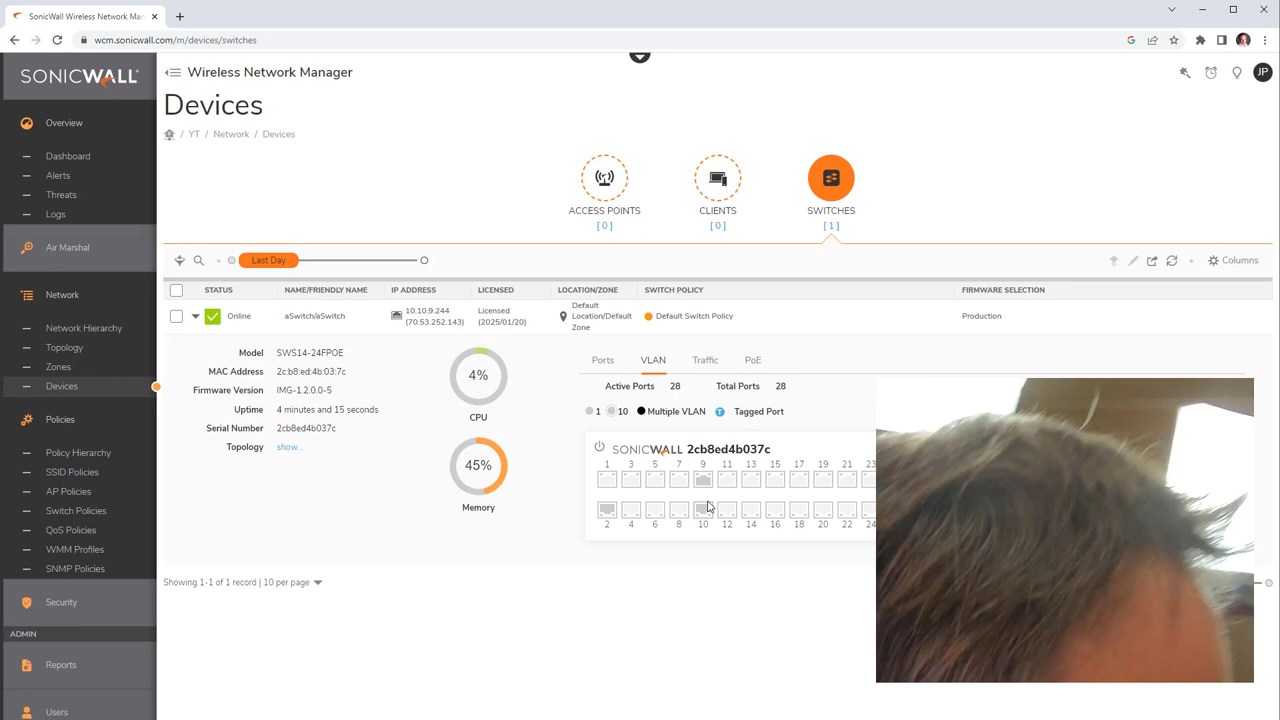 SonicWall Wireless Network Man
wcm.sonicwall.com/m/devices/switches
SONICWALL
Wireless Network Manager
JP
Devices
/ YT / Network / Devices
Overview
Dashboard
Alerts
Threats
Logs
Air Marshal
Network
Network Hierarchy
Topology
Zones
Devices
Policies
Policy Hierarchy
SSID Policies
AP Policies
Switch Policies
QoS Policies
WMM Profiles
SNMP Policies
Security
ADMIN
Reports
Users
ACCESS POINTS
[ 0 ]
CLIENTS
[ 0 ]
SWITCHES
[ 1 ]
Last Day
Columns
STATUS NAME/FRIENDLY NAME IP ADDRESS LICENSED LOCATION/ZONE SWITCH POLICY FIRMWARE SELECTION
Online
aSwitch/aSwitch
10.10.9.244
(70.53.252.143)
Licensed
(2025/01/20)
Default
Location/Default
Zone
Default Switch Policy
Production
Model SWS14-24FPOE
MAC Address 2c:b8:ed:4b:03:7c
Firmware Version IMG-1.2.0.0-5
Uptime 4 minutes and 15 seconds
Serial Number 2cb8ed4b037c
Topology show...
4%
CPU
45%
Memory
Ports VLAN Traffic PoE
Active Ports 28 Total Ports 28
1 10 Multiple VLAN T Tagged Port
SONICWALL 2cb8ed4b037c
1 3 5 7 9 11 13 15 17 19 21 23
2 4 6 8 10 12 14 16 18 20 22 24
Showing 1-1 of 1 record | 10 per page